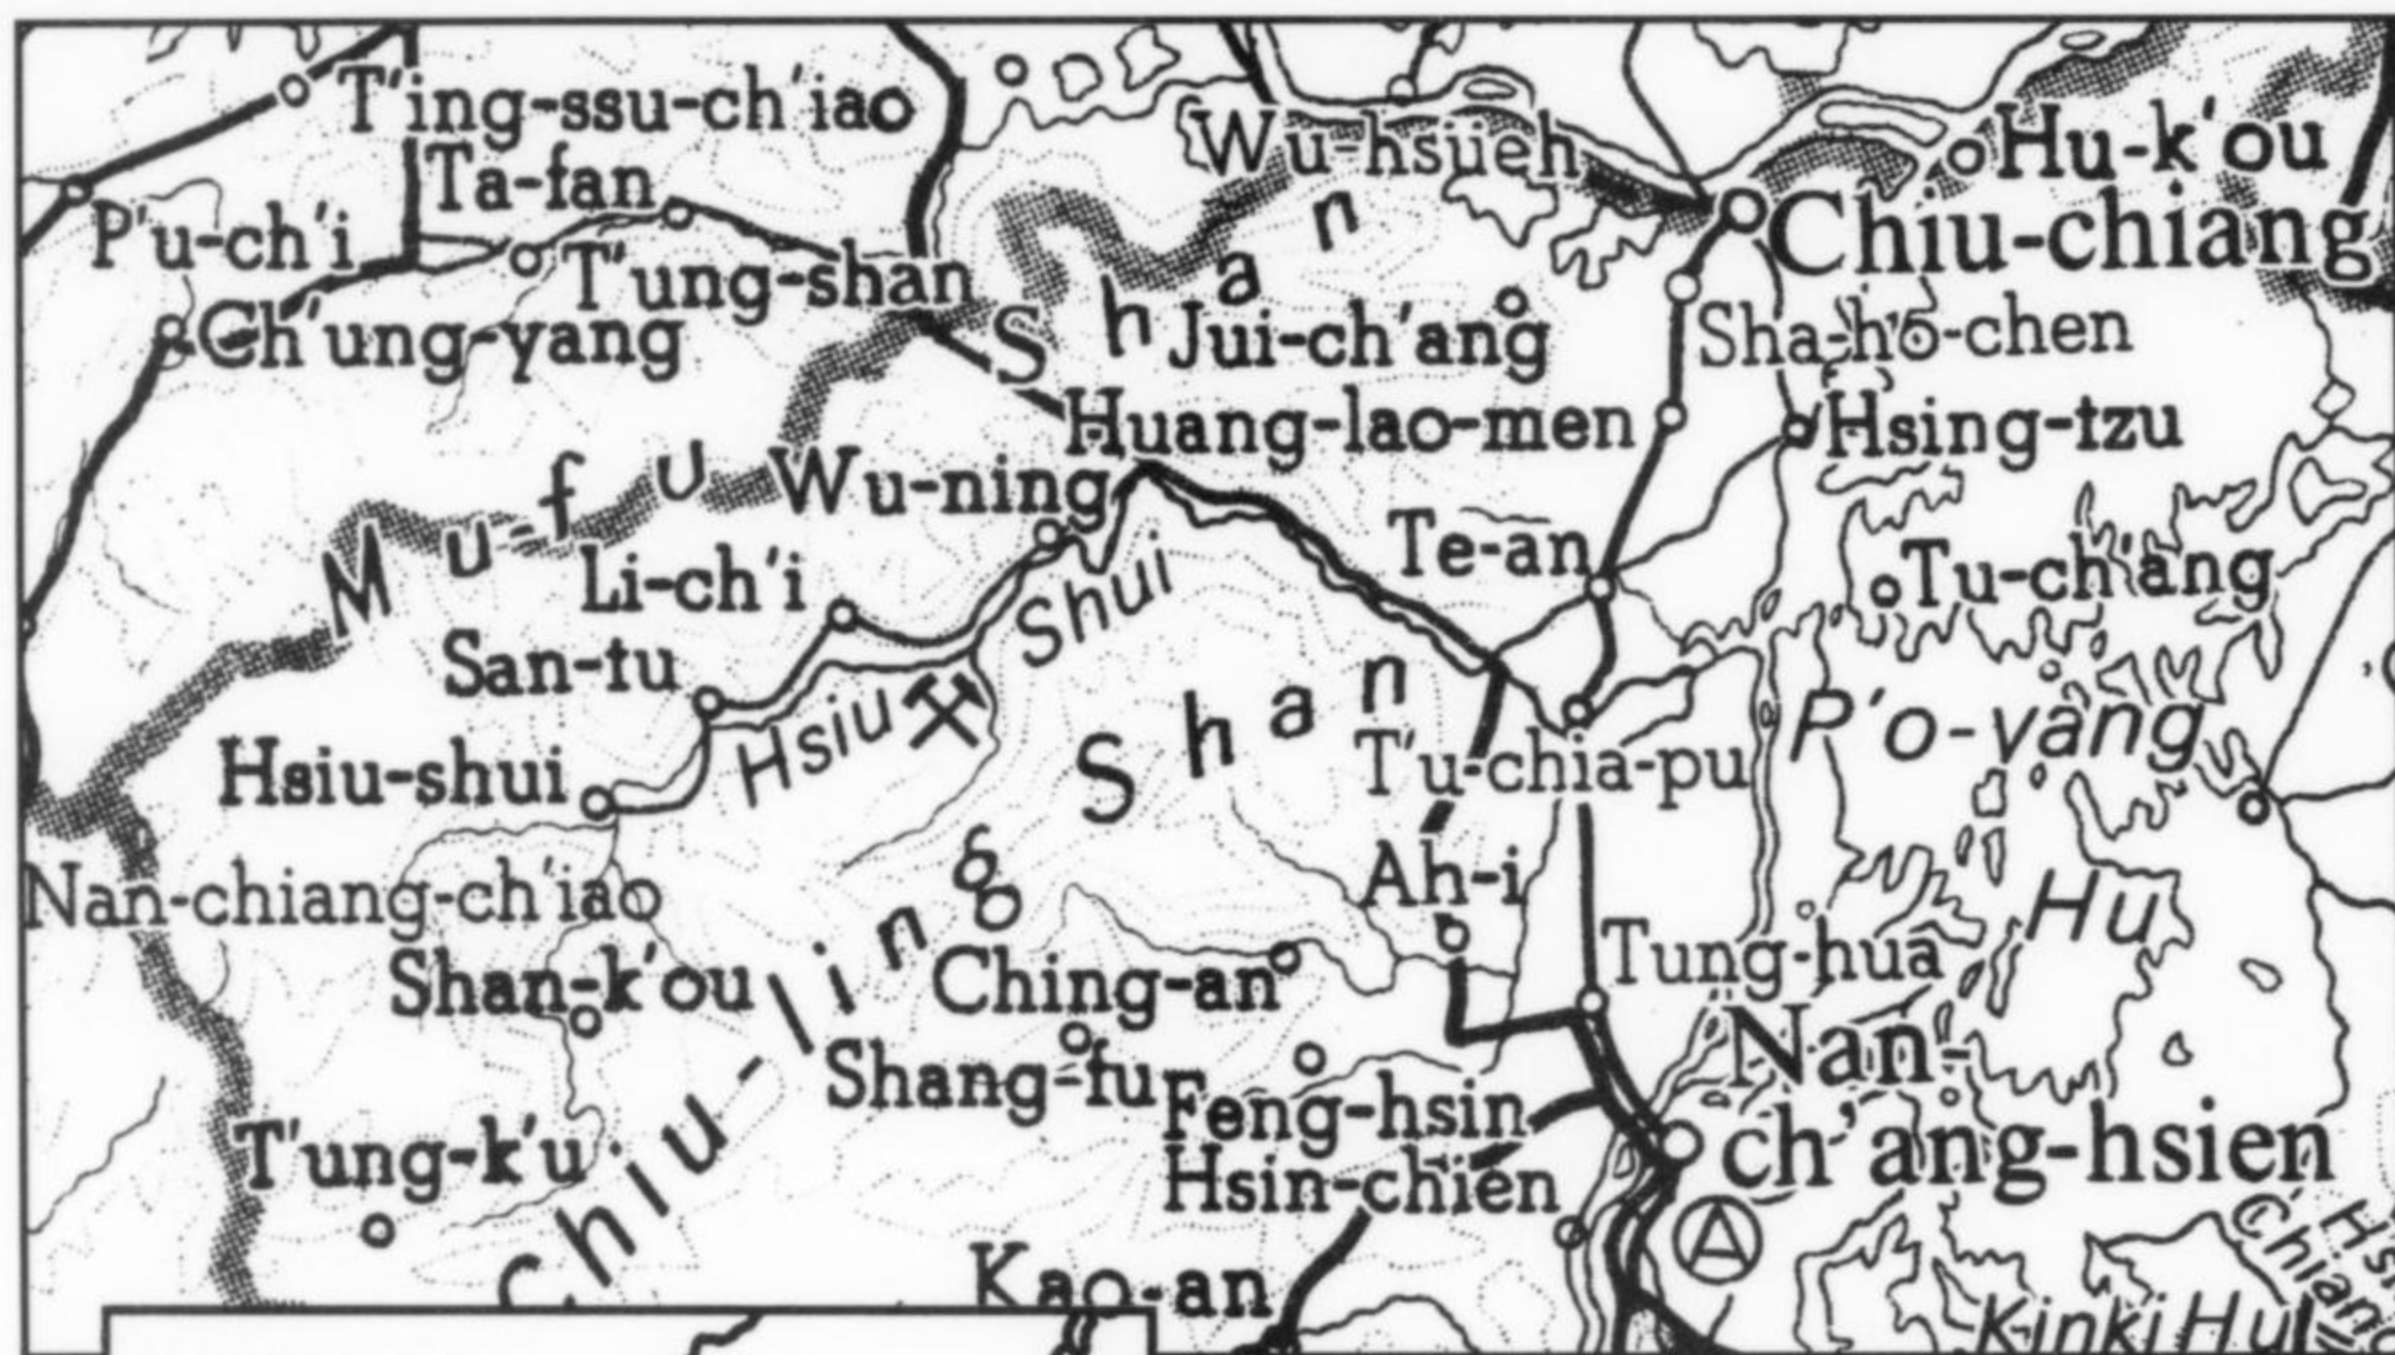 T'ing-ssu-ch'iao
Ta-fan
P'u-ch'i
T'ung-shan
Ch'ung-yang
Wu-hsüeh
Hu-k'ou
Chiu-chiang
Sha-ho-chen
Jui-ch'ang
Huang-lao-men
Hsing-tzu
Mu-fu Shan
Wu-ning
Li-ch'i
Te-an
Tu-ch'ang
San-tu
Hsiu Shui
Hsiu-shui
T'u-chia-pu
P'o-yang
Hu
Nan-chiang-ch'iao
Ah-i
Shan-k'ou
Chiu-ling Shan
Ching-an
Tung-hua
Shang-fu
Nan-
ch'ang-hsien
Feng-hsin
T'ung-k'u
Hsin-chien
A
Kao-an
Kinki Hu
Chiang